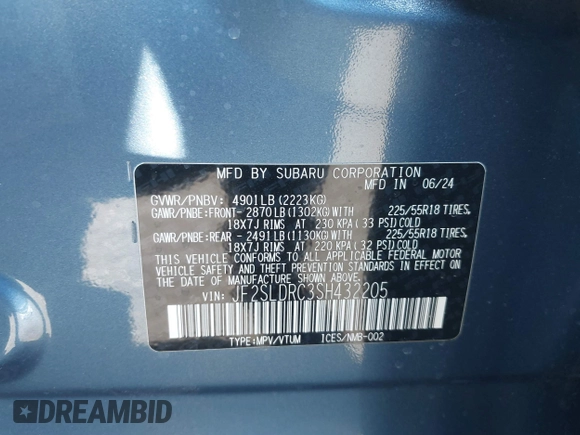 MFD BY SUBARU CORPORATION
MFD IN 06/24
GVWR/PNBV: 4901LB(2223KG)
GAWR/PNBE:FRONT- 2870LB(1302KG)WITH 225/55R18 TIRES,
18X7J RIMS AT 230 KPA( 33 PSI)COLD
GAWR/PNBE:REAR - 2491LB(1130KG)WITH 225/55R18 TIRES,
18X7J RIMS AT 220 KPA( 32 PSI)COLD
THIS VEHICLE CONFORMS TO ALL APPLICABLE FEDERAL MOTOR
VEHICLE SAFETY, BUMPER, AND THEFT PREVENTION
STANDARDS IN EFFECT ON THE DATE OF MANUFACTURE SHOWN ABOVE.
VIN: JF2SLDRC3SH432205
TYPE:MPV/VTUM ICES/NMB-002
DREAMBID